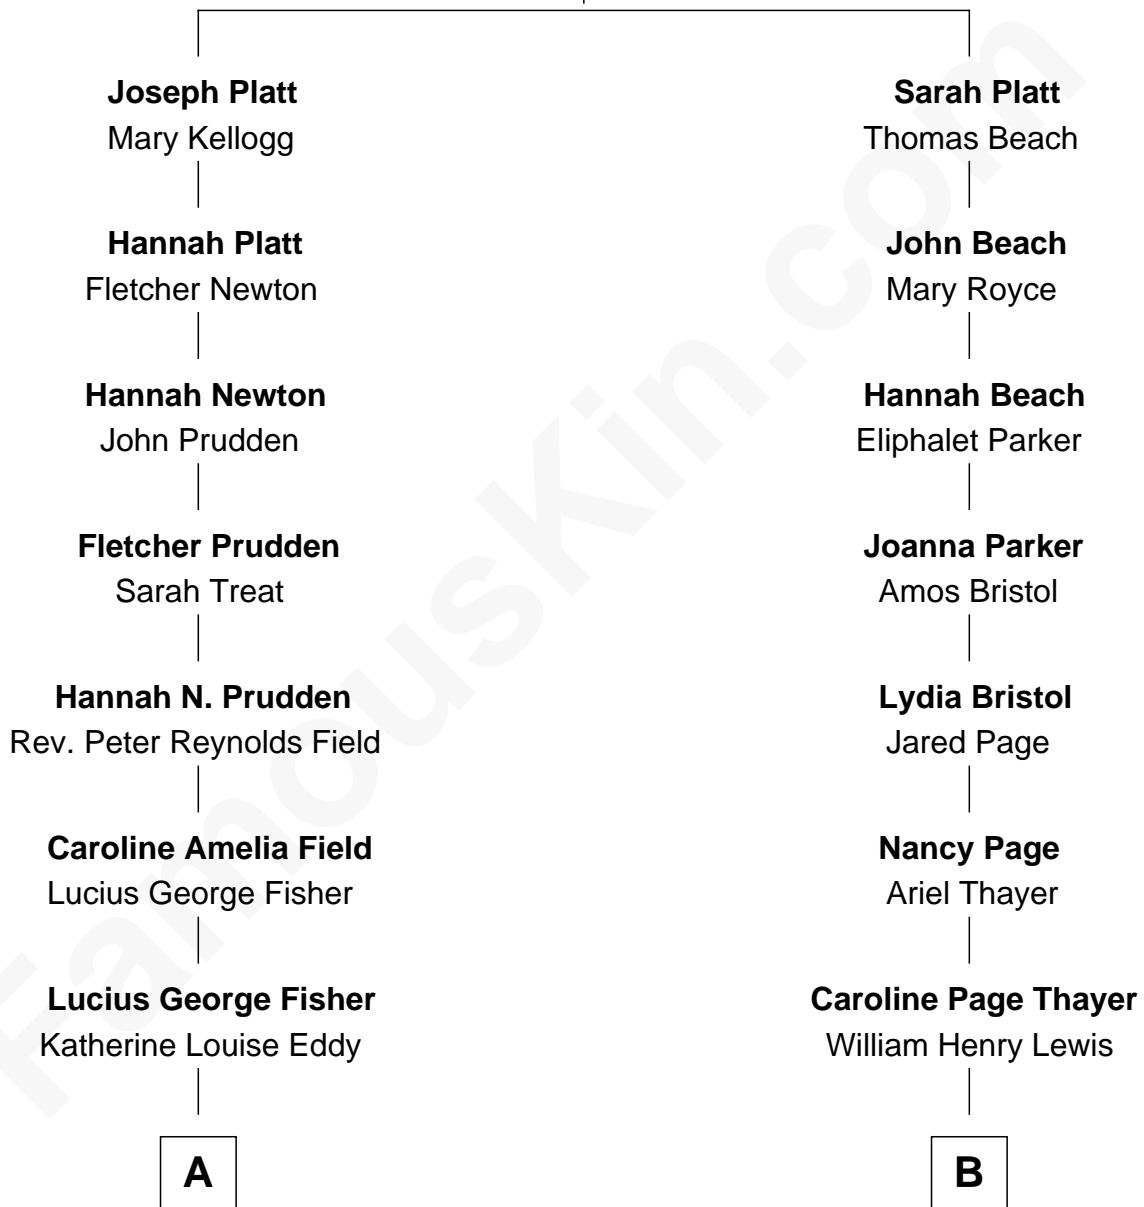 Joseph Platt
Mary Kellogg
Hannah Platt
Fletcher Newton
Hannah Newton
John Prudden
Fletcher Prudden
Sarah Treat
Hannah N. Prudden
Rev. Peter Reynolds Field
Caroline Amelia Field
Lucius George Fisher
Lucius George Fisher
Katherine Louise Eddy
A
Sarah Platt
Thomas Beach
John Beach
Mary Royce
Hannah Beach
Eliphalet Parker
Joanna Parker
Amos Bristol
Lydia Bristol
Jared Page
Nancy Page
Ariel Thayer
Caroline Page Thayer
William Henry Lewis
B
FamousKin.com